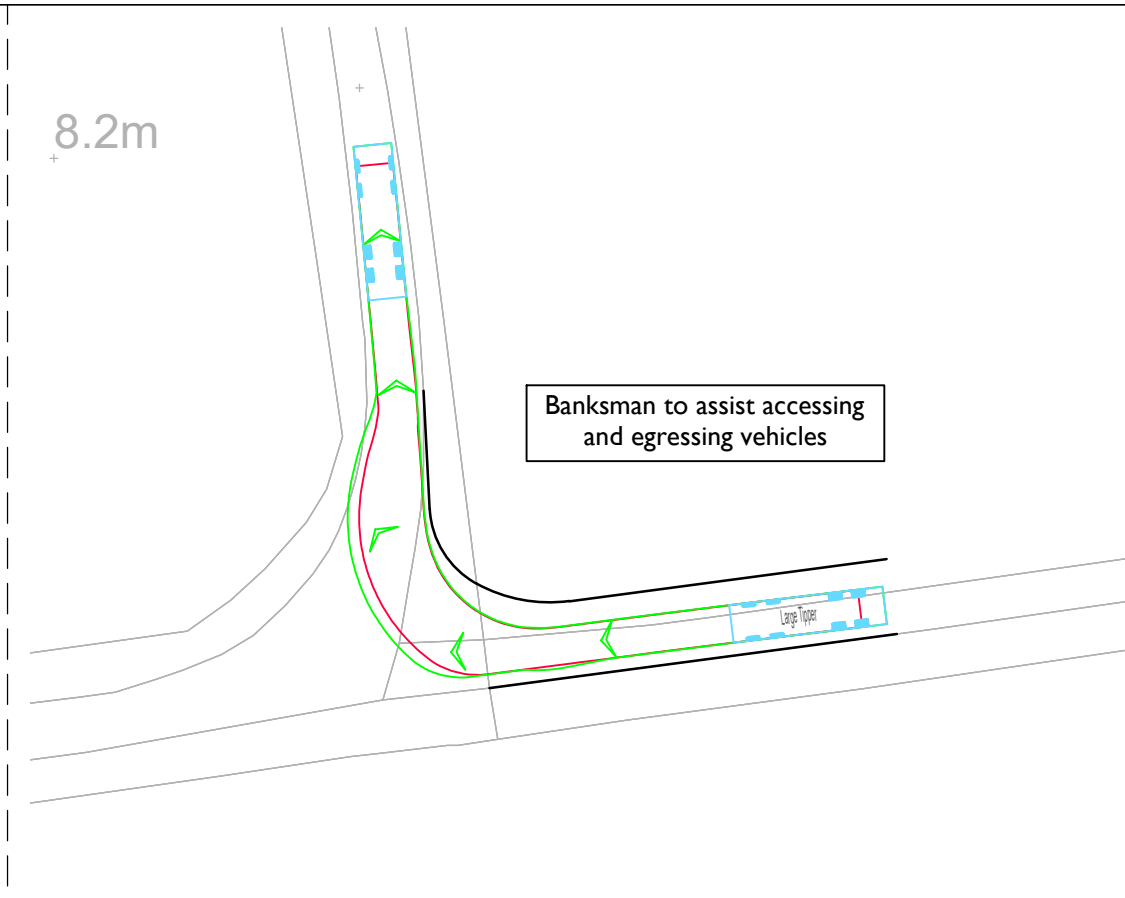 8.2m
Banksman to assist accessing
and egressing vehicles
Large Tipper